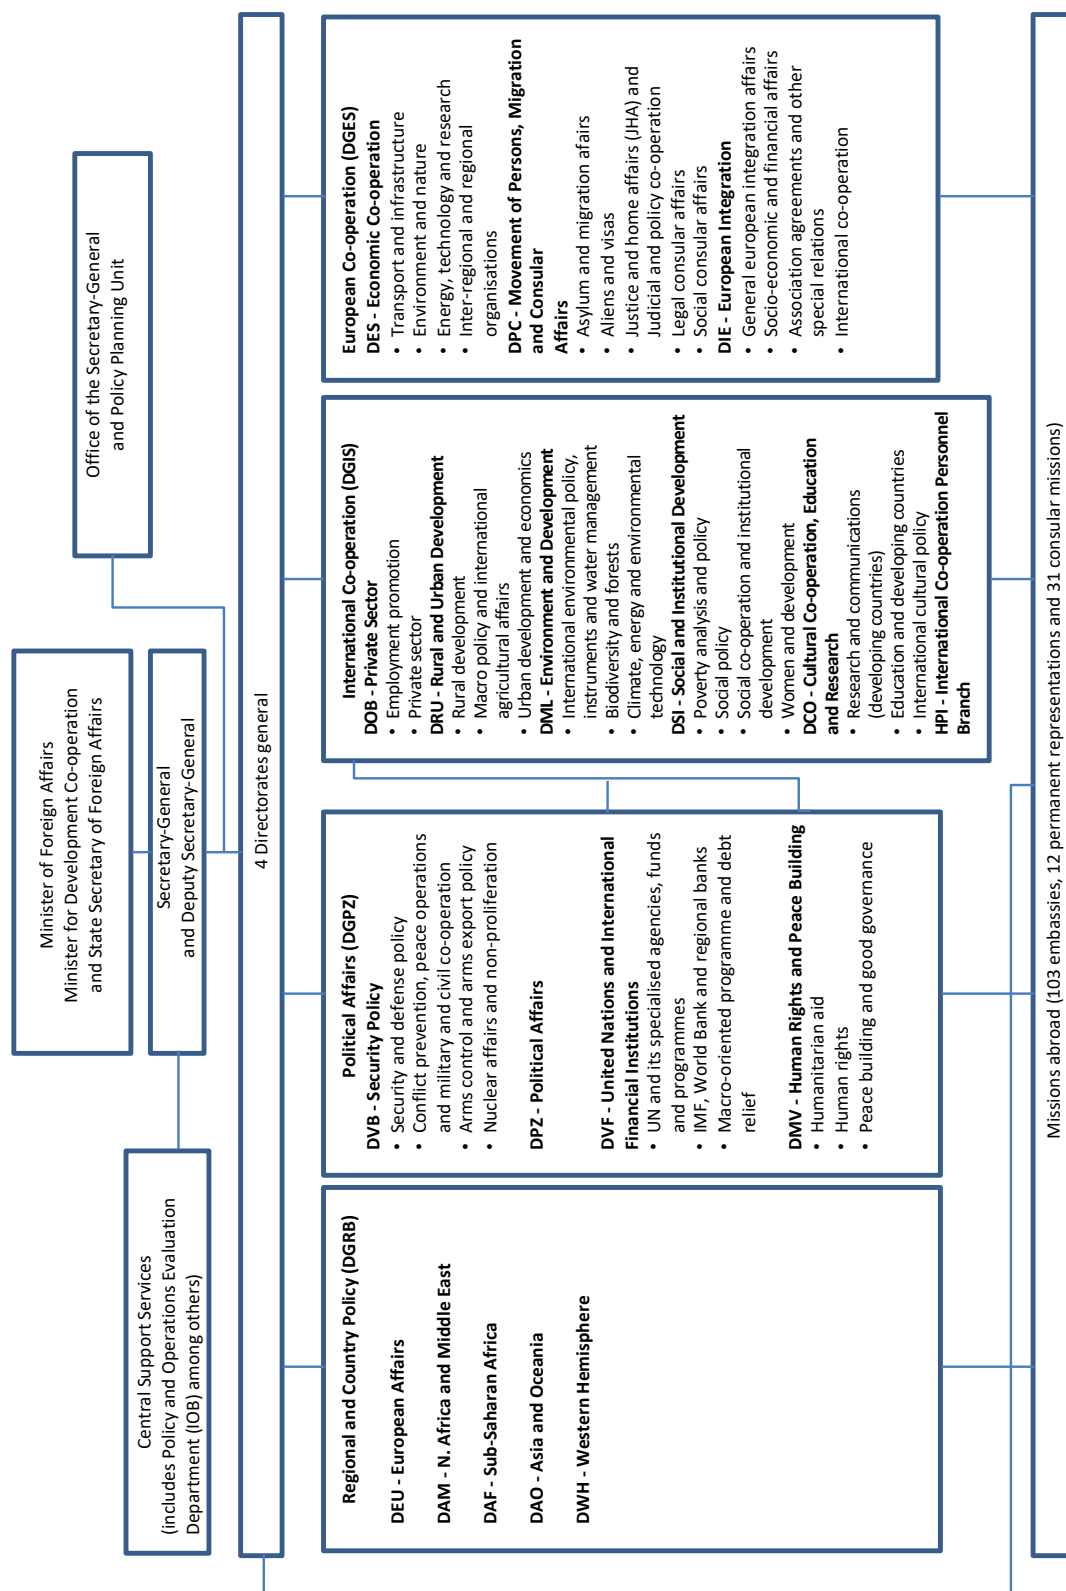 Minister of Foreign Affairs
Minister for Development Co-operation
and State Secretary of Foreign Affairs
Office of the Secretary-General
and Policy Planning Unit
Secretary-General
and Deputy Secretary-General
Central Support Services
(includes Policy and Operations Evaluation
Department (IOB) among others)
4 Directorates general
Regional and Country Policy (DGRB)
DEU - European Affairs
DAM - N. Africa and Middle East
DAF - Sub-Saharan Africa
DAO - Asia and Oceania
DWH - Western Hemisphere
Political Affairs (DGPZ)
DVB - Security Policy
• Security and defense policy
• Conflict prevention, peace operations
and military and civil co-operation
• Arms control and arms export policy
• Nuclear affairs and non-proliferation
DPZ - Political Affairs
DVF - United Nations and International
Financial Institutions
• UN and its specialised agencies, funds
and programmes
• IMF, World Bank and regional banks
• Macro-oriented programme and debt
relief
DMV - Human Rights and Peace Building
• Humanitarian aid
• Human rights
• Peace building and good governance
International Co-operation (DGIS)
DOB - Private Sector
• Employment promotion
• Private sector
DRU - Rural and Urban Development
• Rural development
• Macro policy and international
agricultural affairs
• Urban development and economics
DML - Environment and Development
• International environmental policy,
instruments and water management
• Biodiversity and forests
• Climate, energy and environmental
technology
DSI - Social and Institutional Development
• Poverty analysis and policy
• Social policy
• Social co-operation and institutional
development
• Women and development
DCO - Cultural Co-operation, Education
and Research
• Research and communications
(developing countries)
• Education and developing countries
• International cultural policy
HPI - International Co-operation Personnel
Branch
European Co-operation (DGES)
DES - Economic Co-operation
• Transport and infrastructure
• Environment and nature
• Energy, technology and research
• Inter-regional and regional
organisations
DPC - Movement of Persons, Migration
and Consular
Affairs
• Asylum and migration afairs
• Aliens and visas
• Justice and home affairs (JHA) and
Judicial and policy co-operation
• Legal consular affairs
• Social consular affairs
DIE - European Integration
• General european integration affairs
• Socio-economic and financial affairs
• Association agreements and other
special relations
• International co-operation
Missions abroad (103 embassies, 12 permanent representations and 31 consular missions)